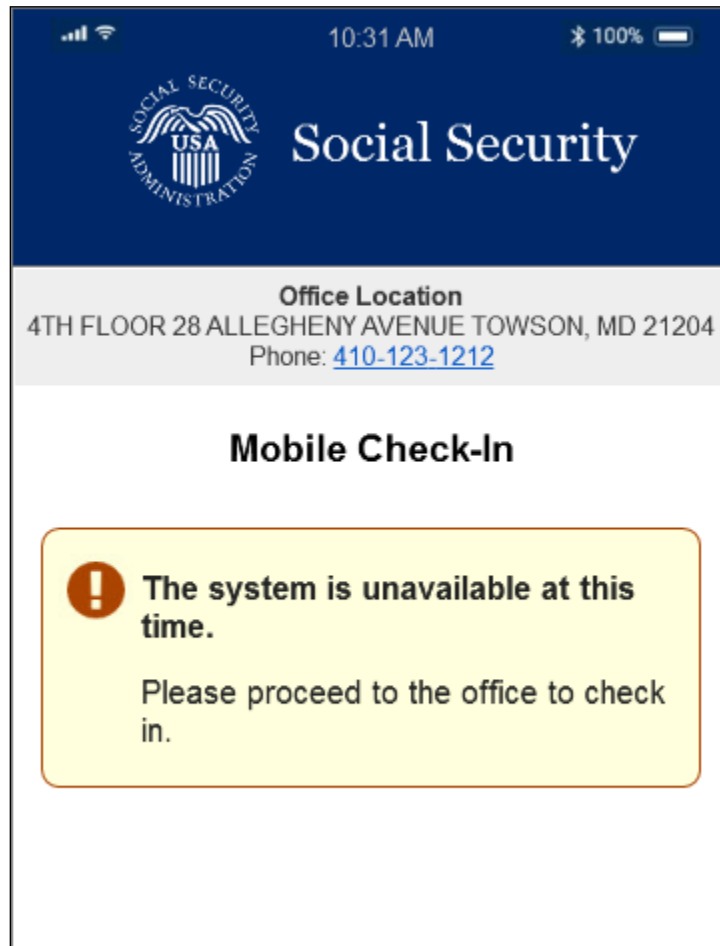 10:31 AM
100%
SOCIAL SECURITY
USA
ADMINISTRATION
Social Security
Office Location
4TH FLOOR 28 ALLEGHENY AVENUE TOWSON, MD 21204
Phone: 410-123-1212
Mobile Check-In
The system is unavailable at this
time.
Please proceed to the office to check
in.